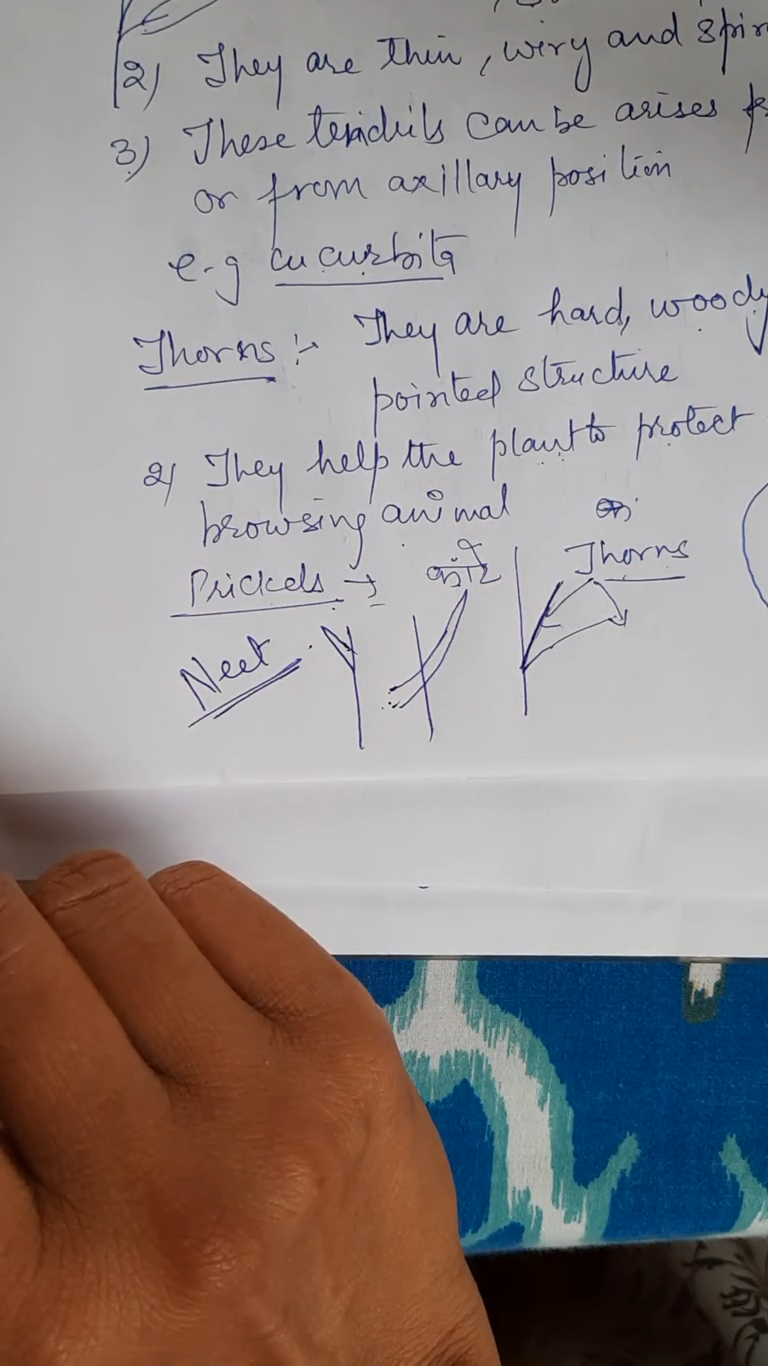 2) They are thin, wiry and
3) These tendrils can be arises
or from axillary position
e-g cucurbita
Thorns :- They are hard, woody
pointed structure
2) They help the plant to protect
browsing animal
Prickels → कांटे Thorns
Neet